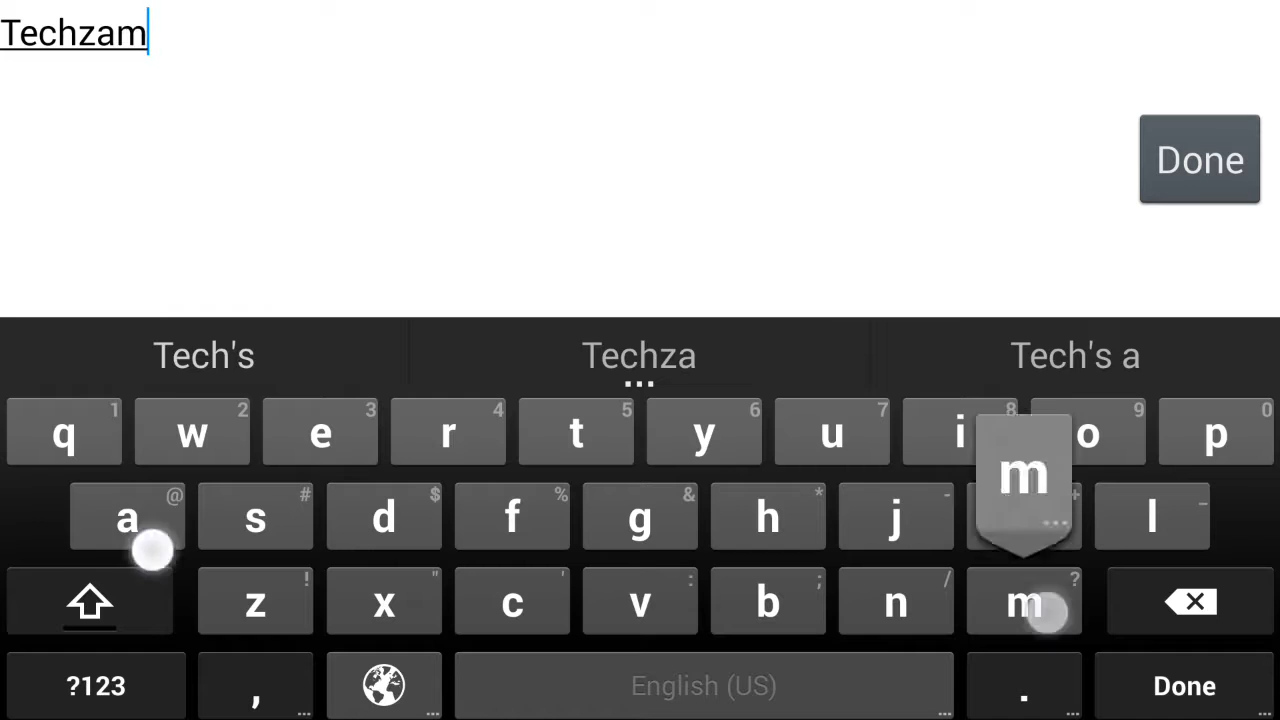 Techzam
Done
Tech's Techza Tech's a
...
q 1 w 2 e 3 r 4 t 5 y 6 u 7 i 8 o 9 p 0
a @ s # d $ f % g & h * j - + l _
m
z ! x " c ' v : b ; n / m ?
?123 , English (US) . Done